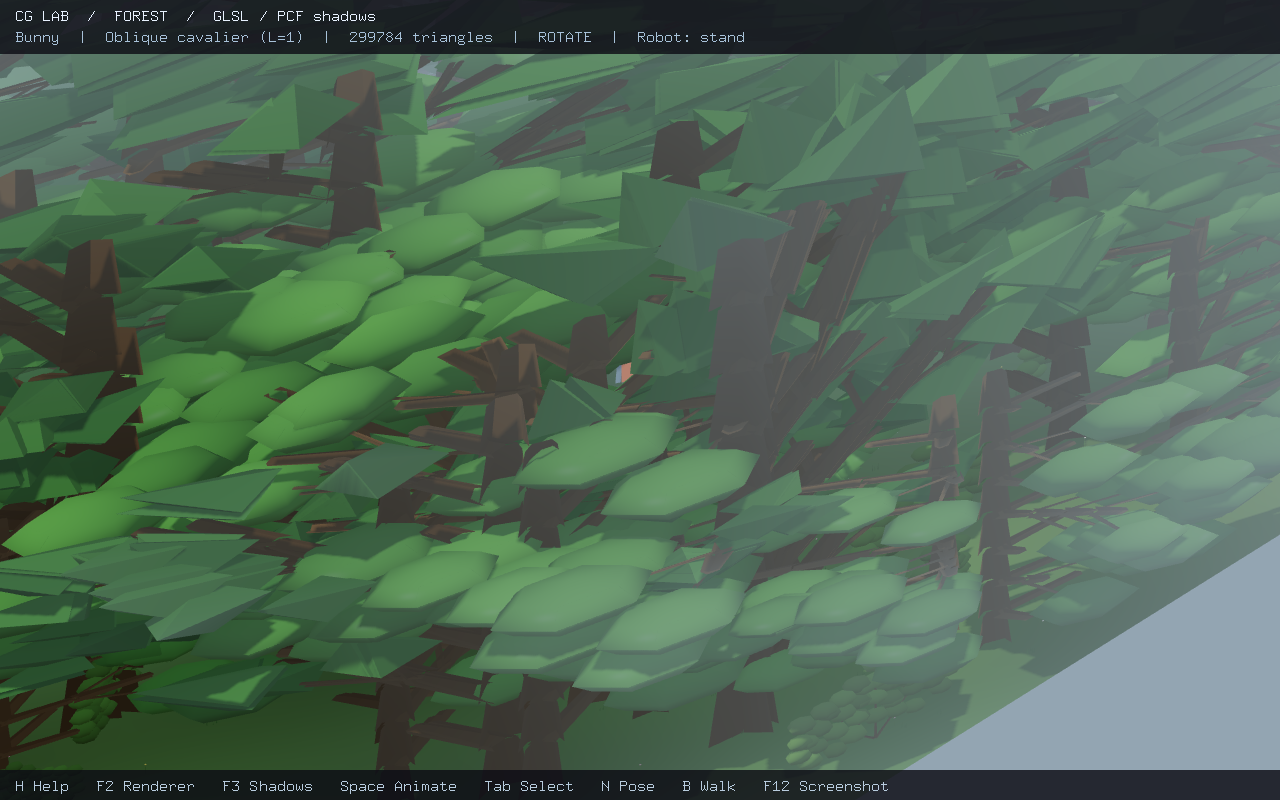 CG LAB  /  FOREST  /  GLSL / PCF shadows
Bunny  |  Oblique cavalier (L=1)  |  299784 triangles  |  ROTATE  |  Robot: stand
H Help   F2 Renderer   F3 Shadows   Space Animate   Tab Select   N Pose   B Walk   F12 Screenshot